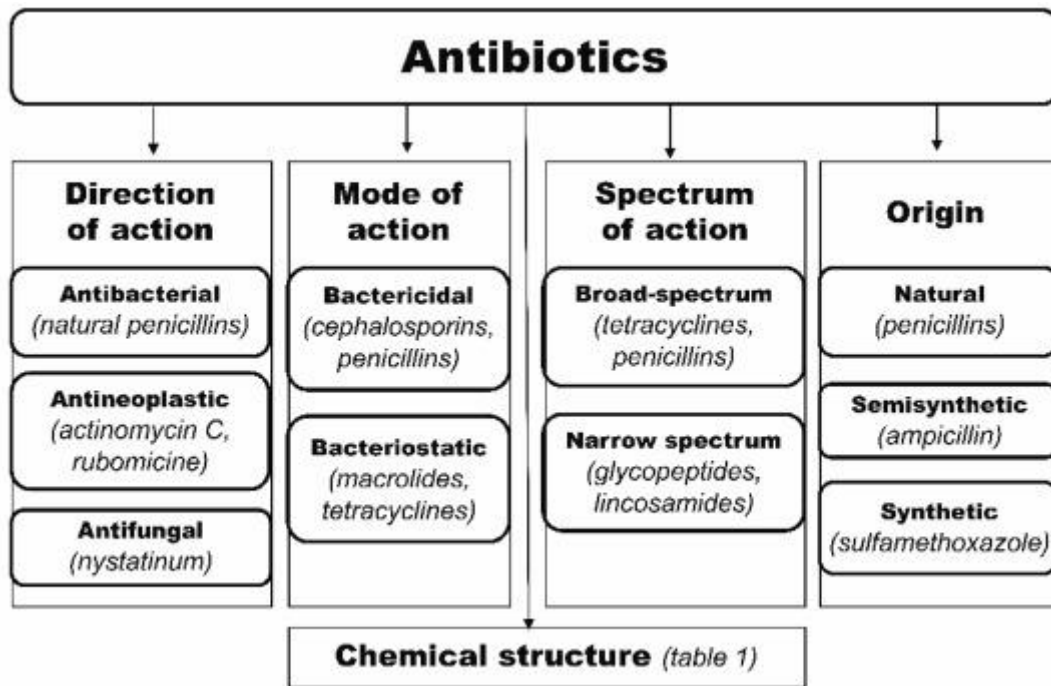 Antibiotics
Direction
of action
Antibacterial
(natural penicillins)
Antineoplastic
(actinomycin C,
rubomicine)
Antifungal
(nystatinum)
Mode of
action
Bactericidal
(cephalosporins,
penicillins)
Bacteriostatic
(macrolides,
tetracyclines)
Spectrum
of action
Broad-spectrum
(tetracyclines,
penicillins)
Narrow spectrum
(glycopeptides,
lincosamides)
Origin
Natural
(penicillins)
Semisynthetic
(ampicillin)
Synthetic
(sulfamethoxazole)
Chemical structure (table 1)